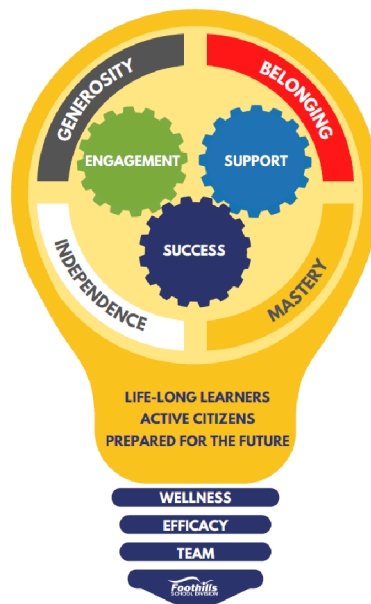 GENEROSITY
BELONGING
ENGAGEMENT
SUPPORT
SUCCESS
INDEPENDENCE
MASTERY
LIFE-LONG LEARNERS
ACTIVE CITIZENS
PREPARED FOR THE FUTURE
WELLNESS
EFFICACY
TEAM
Foothills
SCHOOL DIVISION